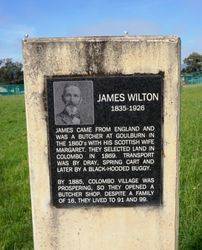 JAMES WILTON
1835-1926
JAMES CAME FROM ENGLAND AND
WAS A BUTCHER AT GOULBURN IN
THE 1860'S WITH HIS SCOTTISH WIFE
MARGARET. THEY SELECTED LAND IN
COLOMBO IN 1869. TRANSPORT
WAS BY DRAY, SPRING CART AND
LATER BY A BLACK-HOODED BUGGY.
BY 1885, COLOMBO VILLAGE WAS
PROSPERING, SO THEY OPENED A
BUTCHER SHOP. DESPITE A FAMILY
OF 16, THEY LIVED TO 91 AND 99.